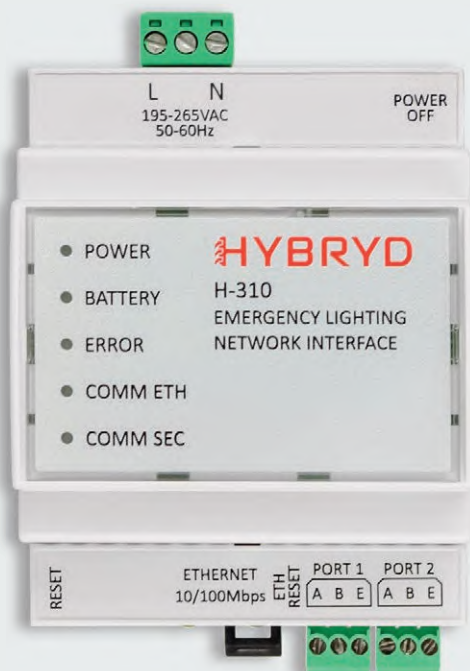 L N
195-265VAC
50-60Hz
POWER
OFF
POWER
BATTERY
ERROR
COMM ETH
COMM SEC
HYBRYD
H-310
EMERGENCY LIGHTING
NETWORK INTERFACE
RESET
ETHERNET
10/100Mbps
ETH
RESET
PORT 1
A B E
PORT 2
A B E